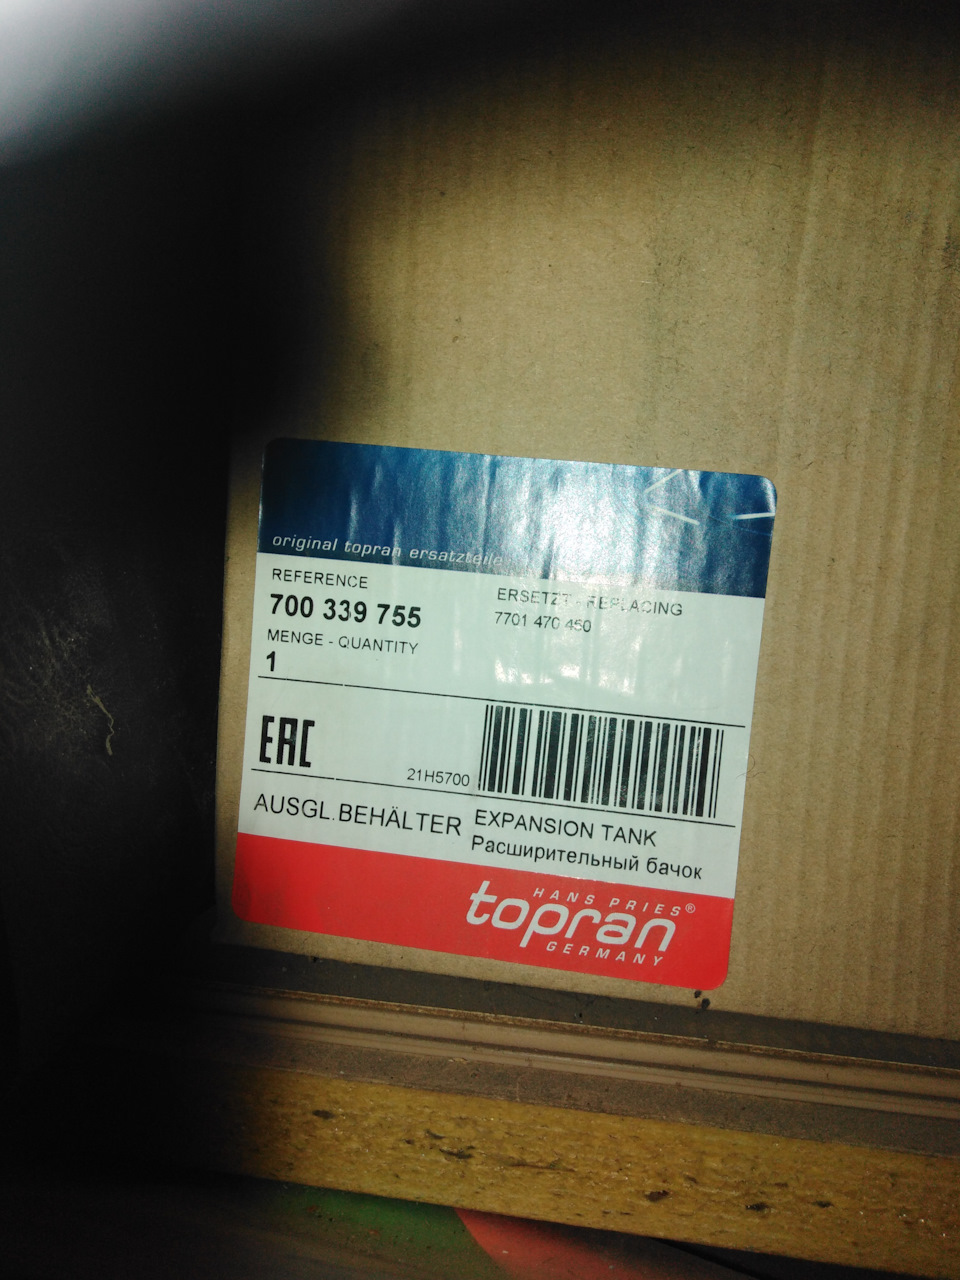 original topran ersatzteile
REFERENCE
700 339 755
MENGE - QUANTITY
1
ERSETZT - REPLACING
7701 470 450
EAC
21H5700
AUSGL.BEHÄLTER
EXPANSION TANK
Расширительный бачок
HANS PRIES
topran®
GERMANY